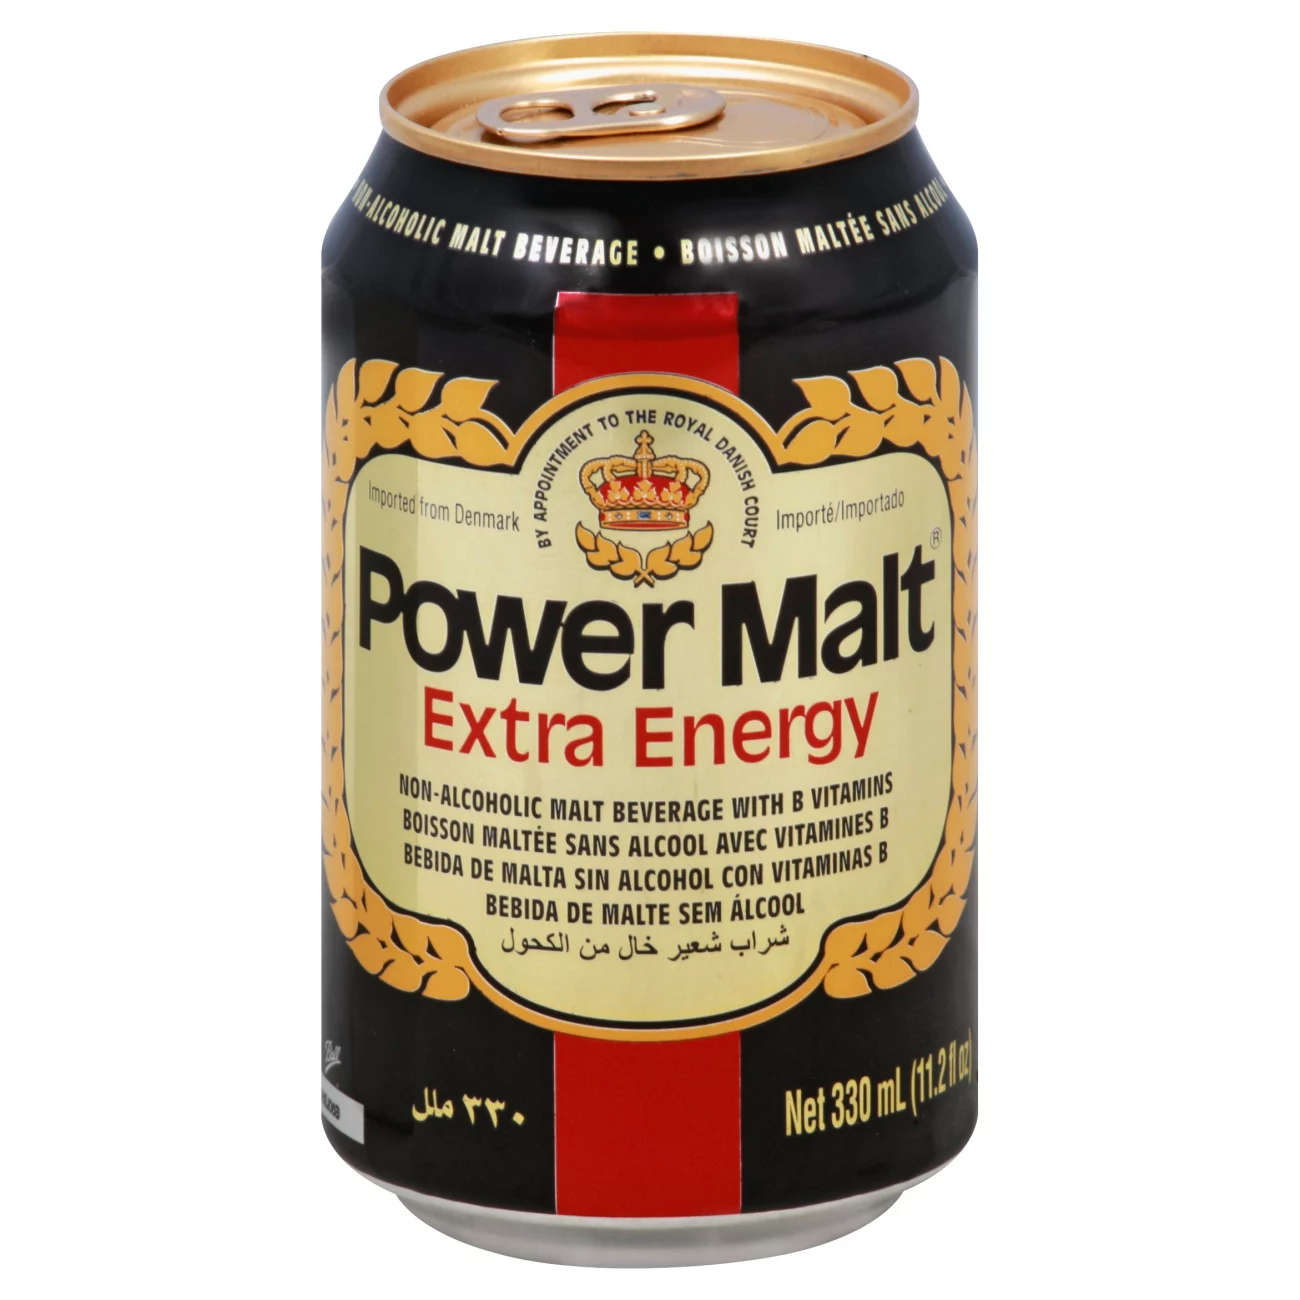 NON-ALCOHOLIC MALT BEVERAGE • BOISSON MALTÉE SANS ALCOOL
BY APPOINTMENT TO THE ROYAL DANISH COURT
Imported from Denmark
Importé/Importado
Power Malt®
Extra Energy
NON-ALCOHOLIC MALT BEVERAGE WITH B VITAMINS
BOISSON MALTÉE SANS ALCOOL AVEC VITAMINES B
BEBIDA DE MALTA SIN ALCOHOL CON VITAMINAS B
BEBIDA DE MALTE SEM ÁLCOOL
شراب شعير خال من الكحول
Ball
٣٣٠ ملل
Net 330 mL (11.2 fl oz)